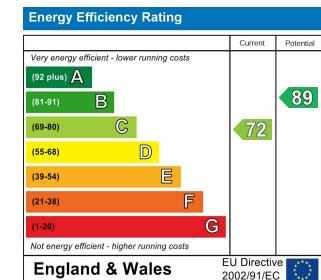 Energy Efficiency Rating
Current Potential
Very energy efficient - lower running costs
(92 plus) A
(81-91) B
89
(69-80) C
72
(55-68) D
(39-54) E
(21-38) F
(1-20) G
Not energy efficient - higher running costs
England & Wales
EU Directive
2002/91/EC